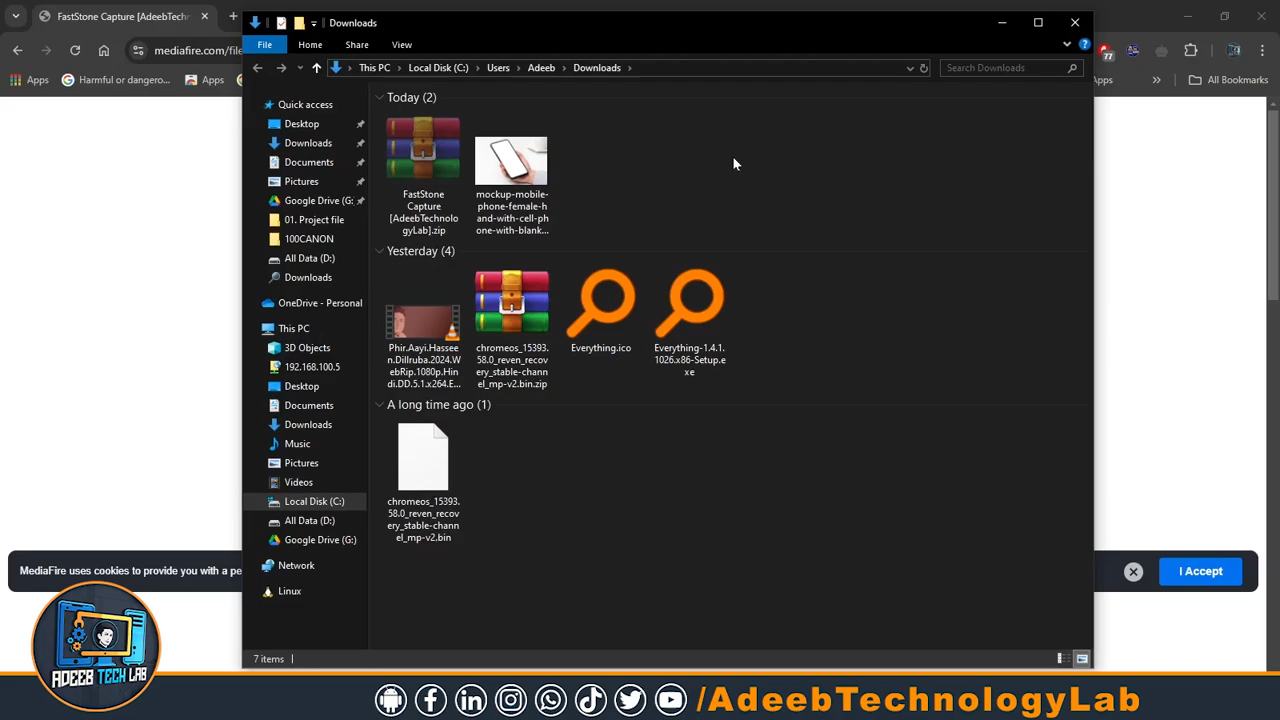 FastStone Capture [AdeebTechn
Downloads
File
Home
Share
View
mediafire.com/file
77
Apps
Harmful or dangero...
Apps
All Bookmarks
This PC
Local Disk (C:)
Users
Adeeb
Downloads
Search Downloads
Quick access
Desktop
Downloads
Documents
Pictures
Google Drive (G:
01. Project file
100CANON
All Data (D:)
Downloads
OneDrive - Personal
This PC
3D Objects
192.168.100.5
Desktop
Documents
Downloads
Music
Pictures
Videos
Local Disk (C:)
All Data (D:)
Google Drive (G:)
Network
Linux
Today (2)
FastStone
Capture
[AdeebTechnolo
gyLab].zip
mockup-mobile-
phone-female-h
and-with-cell-ph
one-with-blank...
Yesterday (4)
Phir.Aayi.Hassee
n.Dillruba.2024.W
ebRip.1080p.Hin
di.DD.5.1.x264.E...
chromeos_15393.
58.0_reven_recov
ery_stable-chann
el_mp-v2.bin.zip
Everything.ico
Everything-1.4.1.
1026.x86-Setup.e
xe
A long time ago (1)
chromeos_15393.
58.0_reven_recov
ery_stable-chann
el_mp-v2.bin
7 items
MediaFire uses cookies to provide you with a pe
I Accept
ADEEB TECH LAB
/AdeebTechnologyLab